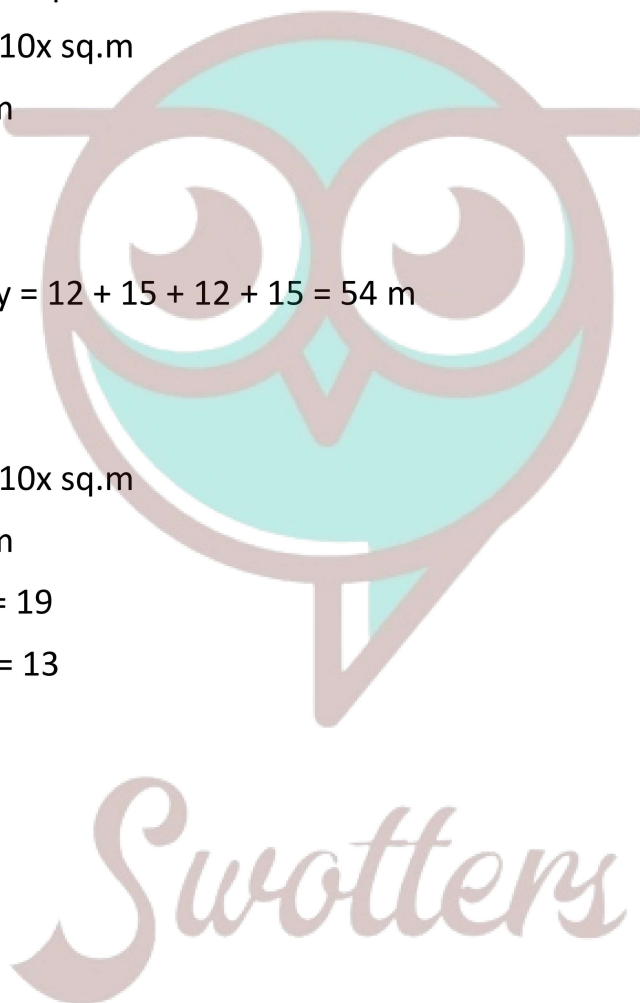 10x sq.m
y = 12 + 15 + 12 + 15 = 54 m
10x sq.m
= 19
= 13
Swotters